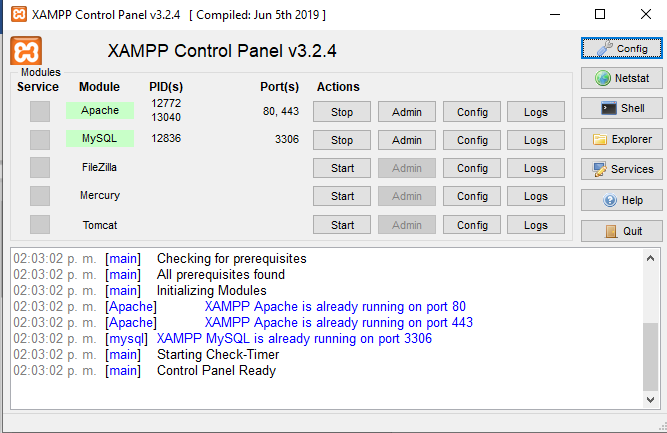 XAMPP Control Panel v3.2.4 [ Compiled: Jun 5th 2019 ]
XAMPP Control Panel v3.2.4
Config
Modules
Service Module PID(s) Port(s) Actions
Netstat
Apache 12772 13040 80, 443 Stop Admin Config Logs
Shell
MySQL 12836 3306 Stop Admin Config Logs
Explorer
FileZilla Start Admin Config Logs
Services
Mercury Start Admin Config Logs
Help
Tomcat Start Admin Config Logs
Quit
02:03:02 p. m. [main] Checking for prerequisites
02:03:02 p. m. [main] All prerequisites found
02:03:02 p. m. [main] Initializing Modules
02:03:02 p. m. [Apache] XAMPP Apache is already running on port 80
02:03:02 p. m. [Apache] XAMPP Apache is already running on port 443
02:03:02 p. m. [mysql] XAMPP MySQL is already running on port 3306
02:03:02 p. m. [main] Starting Check-Timer
02:03:02 p. m. [main] Control Panel Ready